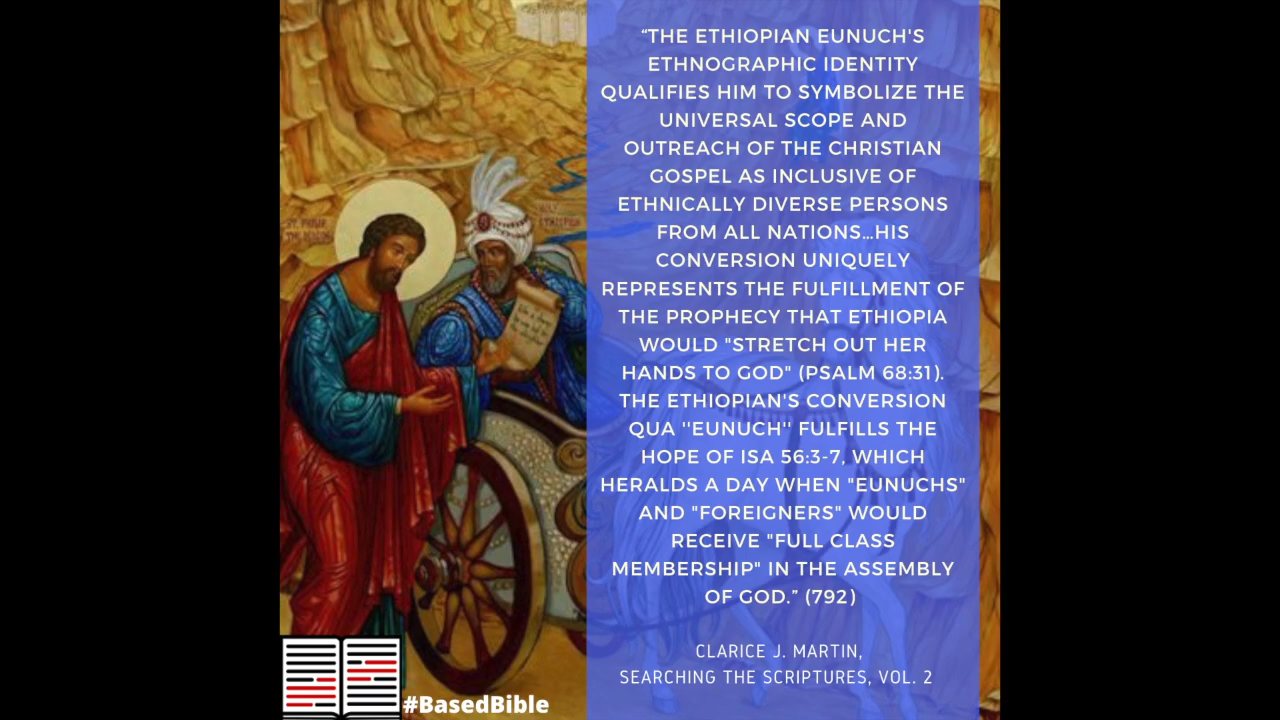 “THE ETHIOPIAN EUNUCH'S
ETHNOGRAPHIC IDENTITY
QUALIFIES HIM TO SYMBOLIZE THE
UNIVERSAL SCOPE AND
OUTREACH OF THE CHRISTIAN
GOSPEL AS INCLUSIVE OF
ETHNICALLY DIVERSE PERSONS
FROM ALL NATIONS…HIS
CONVERSION UNIQUELY
REPRESENTS THE FULFILLMENT OF
THE PROPHECY THAT ETHIOPIA
WOULD "STRETCH OUT HER
HANDS TO GOD" (PSALM 68:31).
THE ETHIOPIAN'S CONVERSION
QUA ''EUNUCH'' FULFILLS THE
HOPE OF ISA 56:3-7, WHICH
HERALDS A DAY WHEN "EUNUCHS"
AND "FOREIGNERS" WOULD
RECEIVE "FULL CLASS
MEMBERSHIP" IN THE ASSEMBLY
OF GOD.” (792)
CLARICE J. MARTIN,
SEARCHING THE SCRIPTURES, VOL. 2
#BasedBible